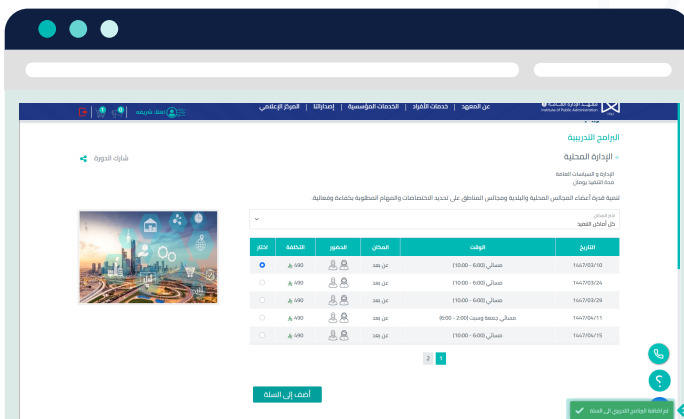 معهد الإدارة العامة
Institute of Public Administration
عن المعهد | خدمات الأفراد | الخدمات المؤسسية | إصداراتنا | المركز الإعلامي
أهلا: شريفه
البرامج التدريبية
» الإدارة المحلية
شارك الدورة
الإدارة و السياسات العامة
مدة التنفيذ يومان
تنمية قدرة أعضاء المجالس المحلية والبلدية ومجالس المناطق على تحديد الاختصاصات والمهام المطلوبة بكفاءة وفعالية.
اختر المكان
كل أماكن التنفيذ
التاريخ الوقت المكان الحضور التكلفة اختار
1447/03/10 مسائي (6:00 - 10:00) عن بعد 490
1447/03/24 مسائي (6:00 - 10:00) عن بعد 490
1447/03/29 مسائي (6:00 - 10:00) عن بعد 490
1447/04/11 مسائي جمعة وسبت (2:00 - 6:00) عن بعد 490
1447/04/15 مسائي (6:00 - 10:00) عن بعد 490
1 2
أضف إلى السلة
تم اضافة البرنامج التدريبي الى السلة